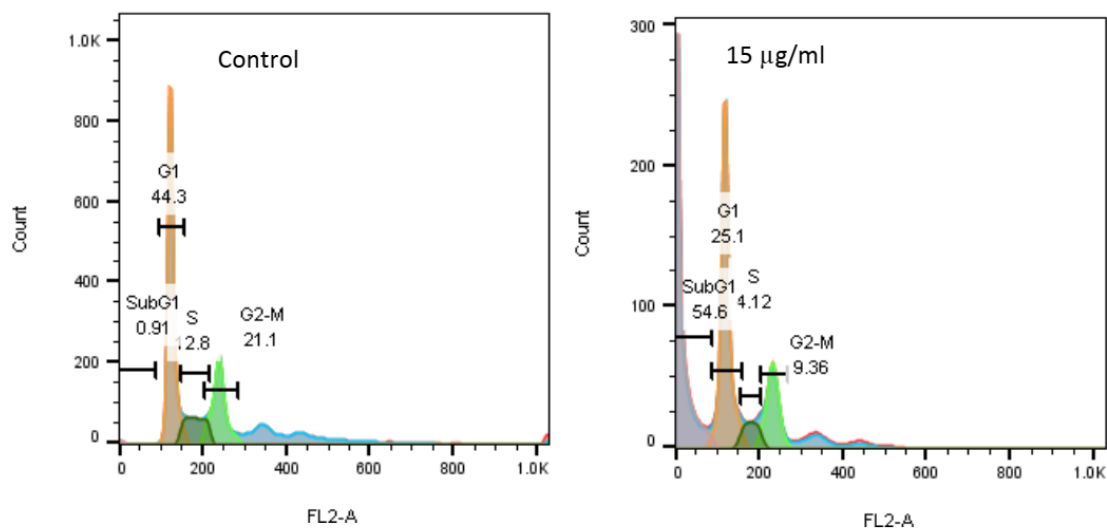 Control
1.0K
800
600
400
200
0
Count
G1
44.3
SubG1
0.91
S
12.8
G2-M
21.1
0 200 400 600 800 1.0K
FL2-A
15 μg/ml
300
200
100
0
Count
G1
25.1
SubG1
54.6
S
4.12
G2-M
9.36
0 200 400 600 800 1.0K
FL2-A